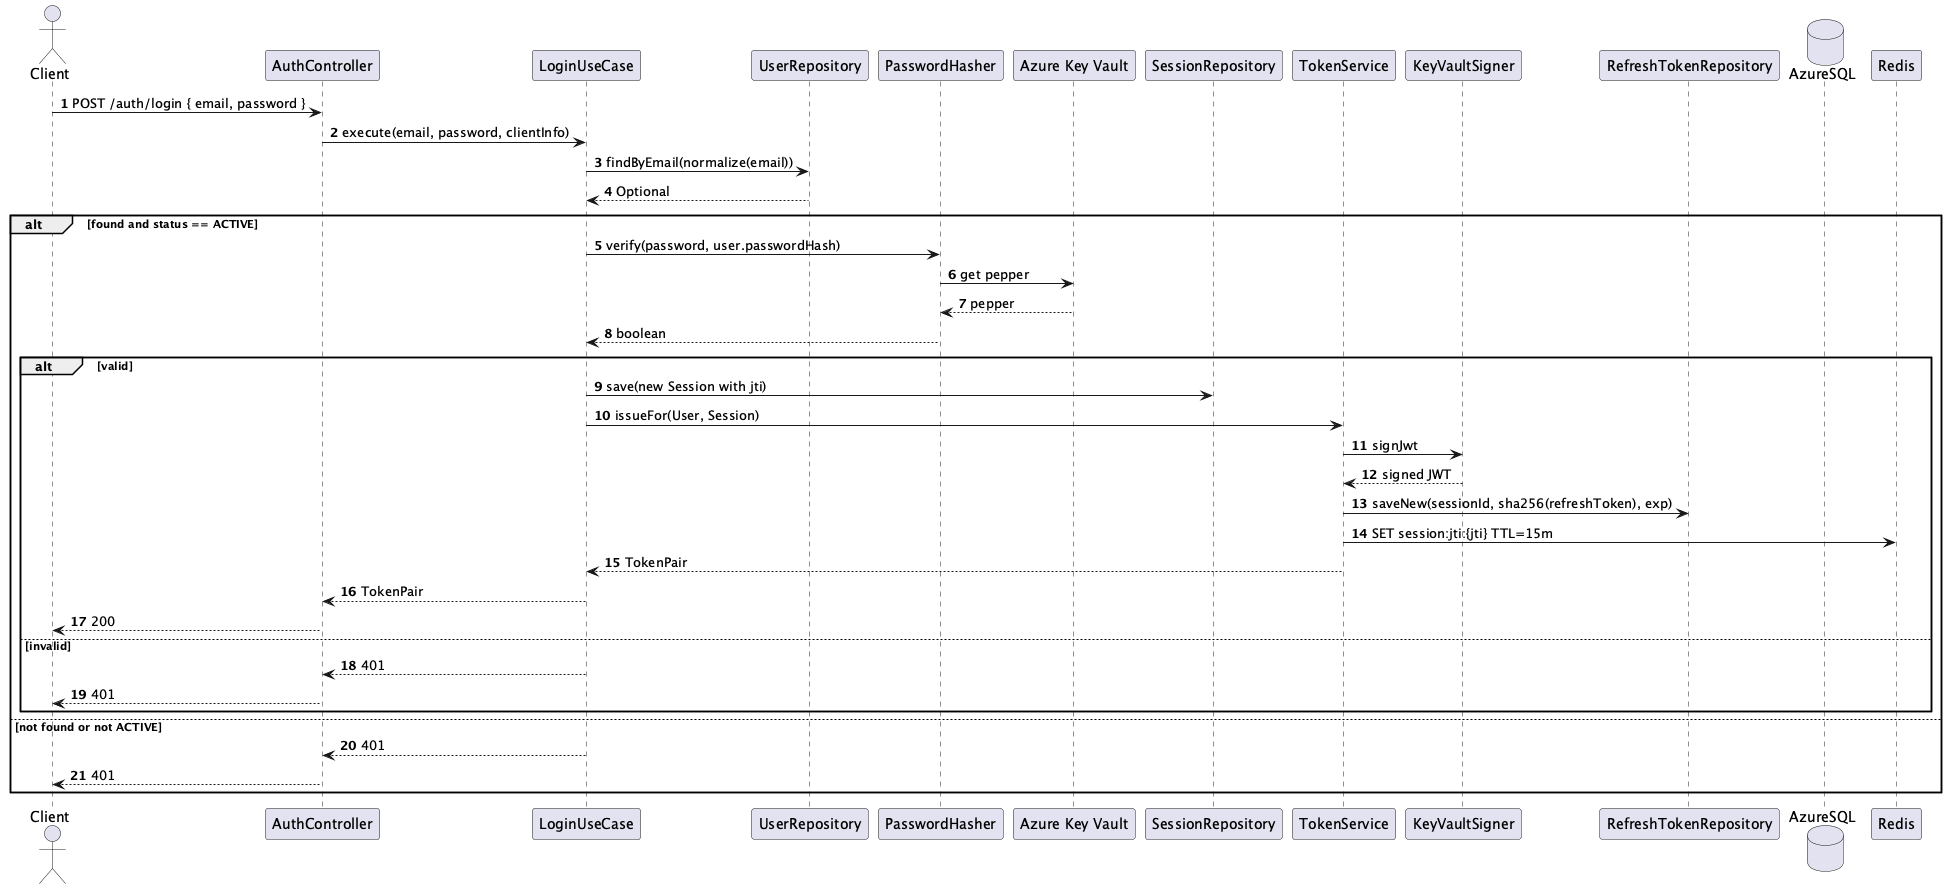 Client
AuthController
LoginUseCase
UserRepository
PasswordHasher
Azure Key Vault
SessionRepository
TokenService
KeyVaultSigner
RefreshTokenRepository
AzureSQL
Redis
1 POST /auth/login { email, password }
2 execute(email, password, clientInfo)
3 findByEmail(normalize(email))
4 Optional
alt [found and status == ACTIVE]
5 verify(password, user.passwordHash)
6 get pepper
7 pepper
8 boolean
alt [valid]
9 save(new Session with jti)
10 issueFor(User, Session)
11 signJwt
12 signed JWT
13 saveNew(sessionId, sha256(refreshToken), exp)
14 SET session:jti:{jti} TTL=15m
15 TokenPair
16 TokenPair
17 200
[invalid]
18 401
19 401
[not found or not ACTIVE]
20 401
21 401
Client
AuthController
LoginUseCase
UserRepository
PasswordHasher
Azure Key Vault
SessionRepository
TokenService
KeyVaultSigner
RefreshTokenRepository
AzureSQL
Redis